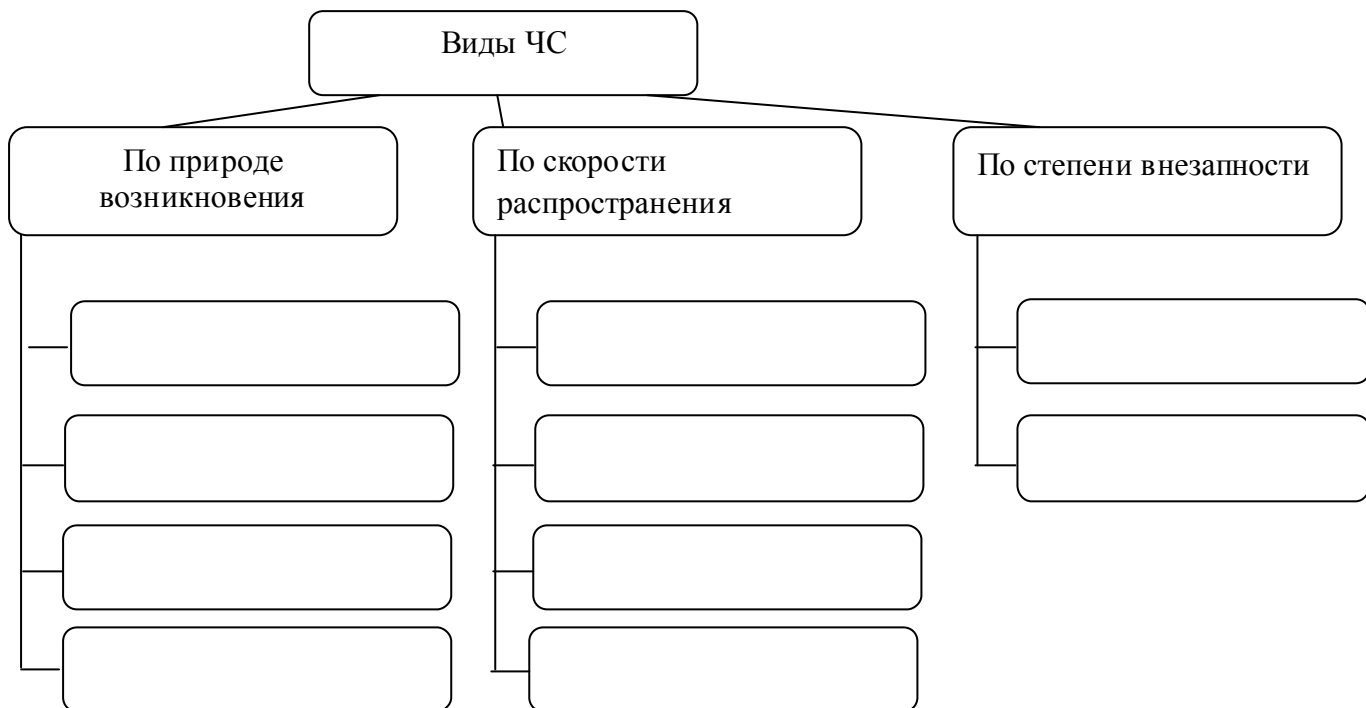 Виды ЧС
По природе
возникновения
По скорости
распространения
По степени внезапности